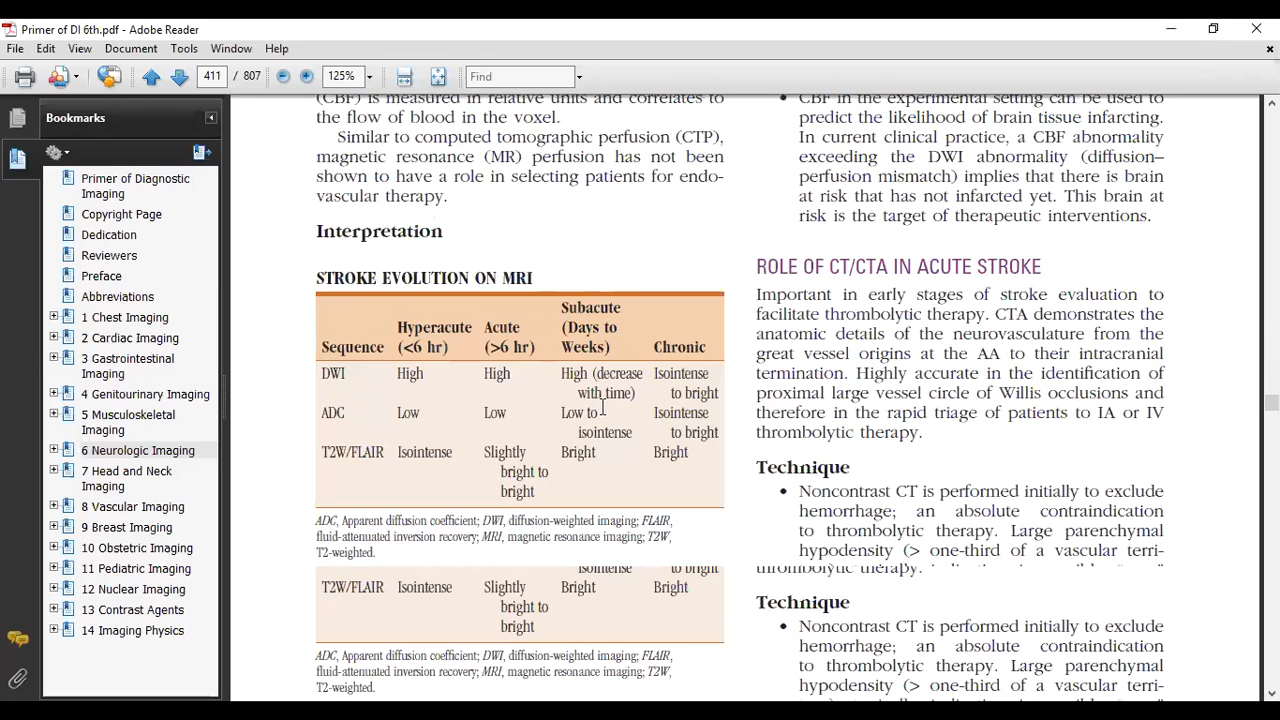 Primer of DI 6th.pdf - Adobe Reader
File Edit View Document Tools Window Help
411 / 807 125% Find
Bookmarks
Primer of Diagnostic
Imaging
Copyright Page
Dedication
Reviewers
Preface
Abbreviations
1 Chest Imaging
2 Cardiac Imaging
3 Gastrointestinal
Imaging
4 Genitourinary Imaging
5 Musculoskeletal
Imaging
6 Neurologic Imaging
7 Head and Neck
Imaging
8 Vascular Imaging
9 Breast Imaging
10 Obstetric Imaging
11 Pediatric Imaging
12 Nuclear Imaging
13 Contrast Agents
14 Imaging Physics
(CBF) is measured in relative units and correlates to
the flow of blood in the voxel.
Similar to computed tomographic perfusion (CTP),
magnetic resonance (MR) perfusion has not been
shown to have a role in selecting patients for endo-
vascular therapy.
Interpretation
STROKE EVOLUTION ON MRI
Subacute
Hyperacute Acute (Days to
Sequence (<6 hr) (>6 hr) Weeks) Chronic
DWI High High High (decrease Isointense
with time) to bright
ADC Low Low Low to Isointense
isointense to bright
T2W/FLAIR Isointense Slightly Bright Bright
bright to
bright
ADC, Apparent diffusion coefficient; DWI, diffusion-weighted imaging; FLAIR,
fluid-attenuated inversion recovery; MRI, magnetic resonance imaging; T2W,
T2-weighted.
isointense to bright
T2W/FLAIR Isointense Slightly Bright Bright
bright to
bright
ADC, Apparent diffusion coefficient; DWI, diffusion-weighted imaging; FLAIR,
fluid-attenuated inversion recovery; MRI, magnetic resonance imaging; T2W,
T2-weighted.
• CBF in the experimental setting can be used to
predict the likelihood of brain tissue infarcting.
In current clinical practice, a CBF abnormality
exceeding the DWI abnormality (diffusion–
perfusion mismatch) implies that there is brain
at risk that has not infarcted yet. This brain at
risk is the target of therapeutic interventions.
ROLE OF CT/CTA IN ACUTE STROKE
Important in early stages of stroke evaluation to
facilitate thrombolytic therapy. CTA demonstrates the
anatomic details of the neurovasculature from the
great vessel origins at the AA to their intracranial
termination. Highly accurate in the identification of
proximal large vessel circle of Willis occlusions and
therefore in the rapid triage of patients to IA or IV
thrombolytic therapy.
Technique
• Noncontrast CT is performed initially to exclude
hemorrhage; an absolute contraindication
to thrombolytic therapy. Large parenchymal
hypodensity (> one-third of a vascular terri-
thrombolytic therapy.
Technique
• Noncontrast CT is performed initially to exclude
hemorrhage; an absolute contraindication
to thrombolytic therapy. Large parenchymal
hypodensity (> one-third of a vascular terri-